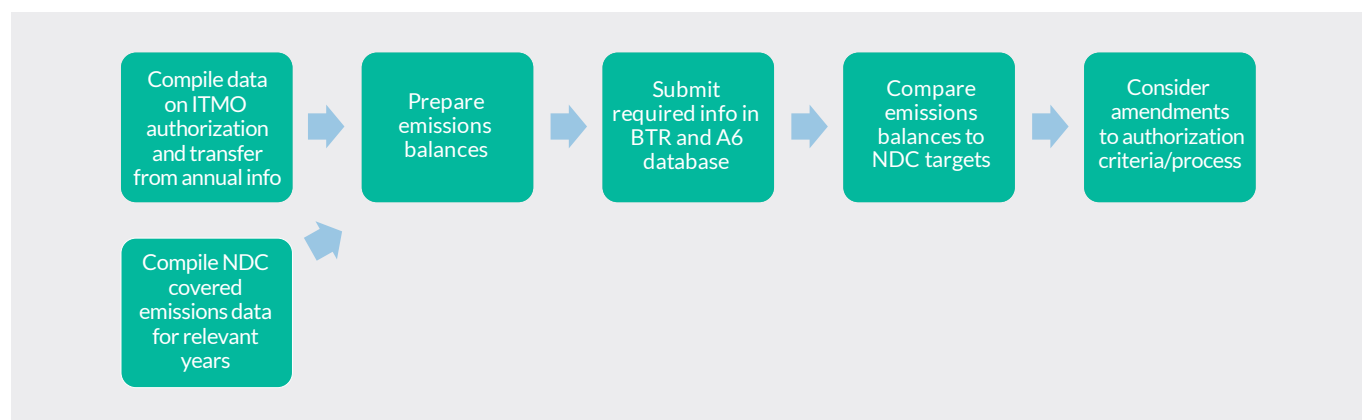 Compile data
on ITMO
authorization
and transfer
from annual info
Prepare
emissions
balances
Submit
required info in
BTR and A6
database
Compare
emissions
balances to
NDC targets
Consider
amendments
to authorization
criteria/process
Compile NDC
covered
emissions data
for relevant
years